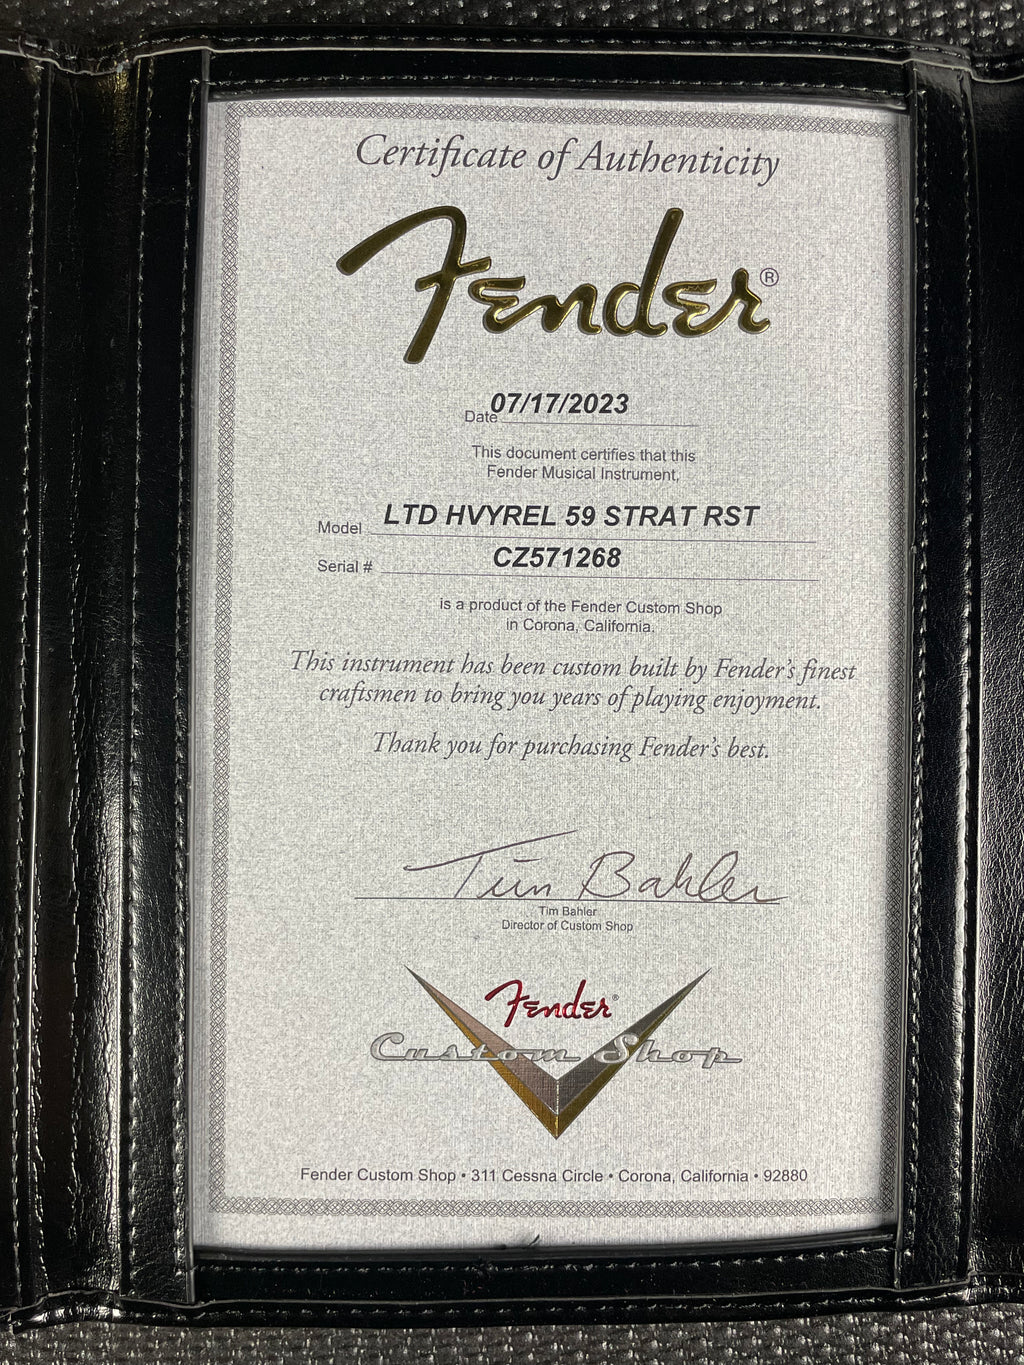 Certificate of Authenticity
Fender®
Date 07/17/2023
This document certifies that this
Fender Musical Instrument,
Model LTD HVYREL 59 STRAT RST
Serial # CZ571268
is a product of the Fender Custom Shop
in Corona, California.
This instrument has been custom built by Fender's finest
craftsmen to bring you years of playing enjoyment.
Thank you for purchasing Fender's best.
Tim Bahler
Tim Bahler
Director of Custom Shop
Fender®
Custom Shop
Fender Custom Shop • 311 Cessna Circle • Corona, California • 92880